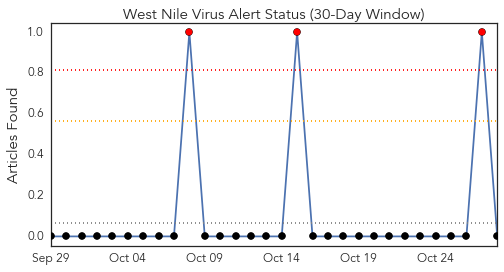 West Nile Virus Alert Status (30-Day Window)
Articles Found
1.0
0.8
0.6
0.4
0.2
0.0
Sep 29 Oct 04 Oct 09 Oct 14 Oct 19 Oct 24